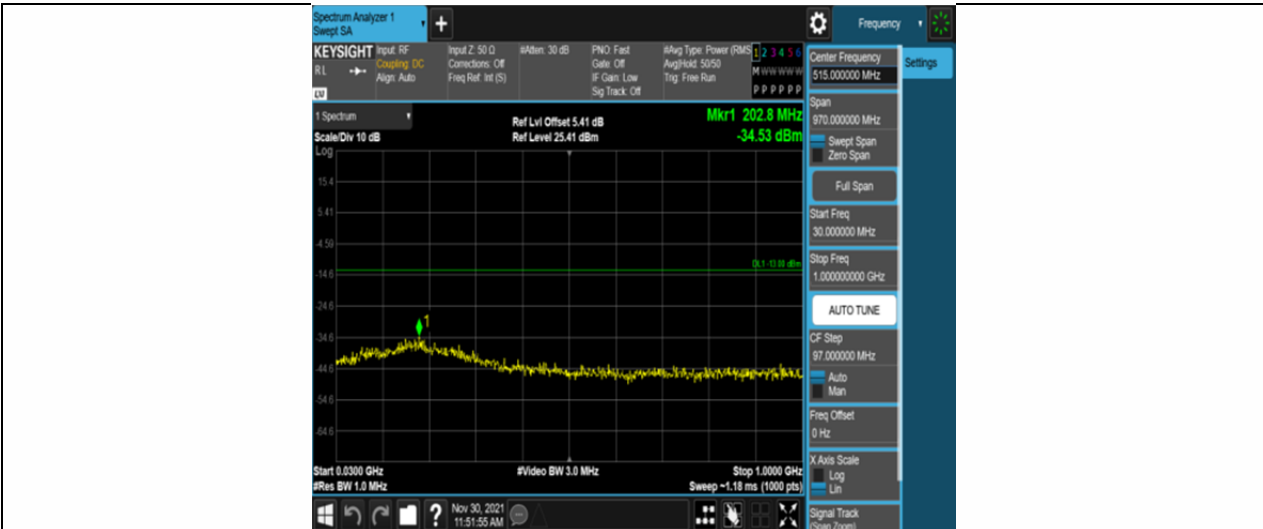 Spectrum Analyzer 1
Swept SA
+
Frequency
KEYSIGHT
RL
LV
Input: RF
Coupling: DC
Align: Auto
Input Z: 50 Ω
Corrections: Off
Freq Ref: Int (S)
#Atten: 30 dB
PNO: Fast
Gate: Off
IF Gain: Low
Sig Track: Off
#Avg Type: Power (RMS
Avg|Hold: 50/50
Trig: Free Run
1 2 3 4 5 6
M W W W W W
P P P P P P
1 Spectrum
Scale/Div 10 dB
Log
Ref Lvl Offset 5.41 dB
Ref Level 25.41 dBm
Mkr1 202.8 MHz
-34.53 dBm
15.4
5.41
-4.59
-14.6
-24.6
-34.6
-44.6
-54.6
-64.6
DL1 -13.00 dBm
1
Start 0.0300 GHz
#Res BW 1.0 MHz
#Video BW 3.0 MHz
Stop 1.0000 GHz
Sweep ~1.18 ms (1000 pts)
?
Nov 30, 2021
11:51:55 AM
Center Frequency
515.000000 MHz
Span
970.000000 MHz
Swept Span
Zero Span
Full Span
Start Freq
30.000000 MHz
Stop Freq
1.000000000 GHz
AUTO TUNE
CF Step
97.000000 MHz
Auto
Man
Freq Offset
0 Hz
X Axis Scale
Log
Lin
Signal Track
(Span Zoom)
Settings